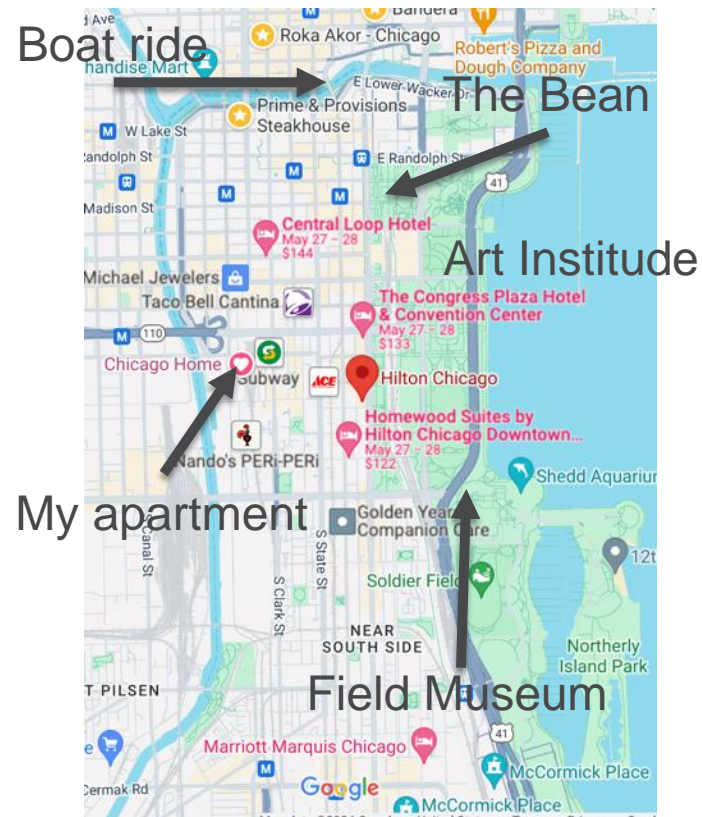 d Ave
Bandera
Boat ride
Roka Akor - Chicago
Robert's Pizza and
Dough Company
handise Mart
E Lower Wacker Dr
The Bean
Prime & Provisions
Steakhouse
M
W Lake St
Randolph St
E Randolph St
M
M
M
41
Madison St
Central Loop Hotel
May 27 – 28
$144
Art Institude
Michael Jewelers
Taco Bell Cantina
The Congress Plaza Hotel
& Convention Center
May 27 – 28
$133
M
110
Chicago Home
Subway
ACE
Hilton Chicago
Homewood Suites by
Hilton Chicago Downtown...
May 27 – 28
$122
Nando's PERi-PERi
Shedd Aquariur
My apartment
Golden Year
Companion Care
S Canal St
S State St
S Clark St
12t
Soldier Field
NEAR
SOUTH SIDE
Northerly
Island Park
T PILSEN
Field Museum
41
e
Marriott Marquis Chicago
M
McCormick Place
Cermak Rd
Google
McCormick Place